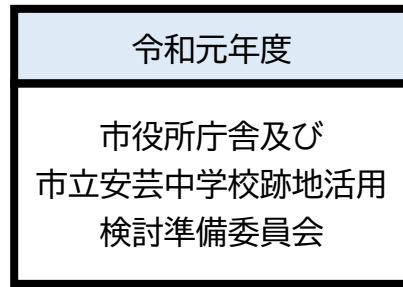 令和元年度
市役所庁舎及び
市立安芸中学校跡地活用
検討準備委員会